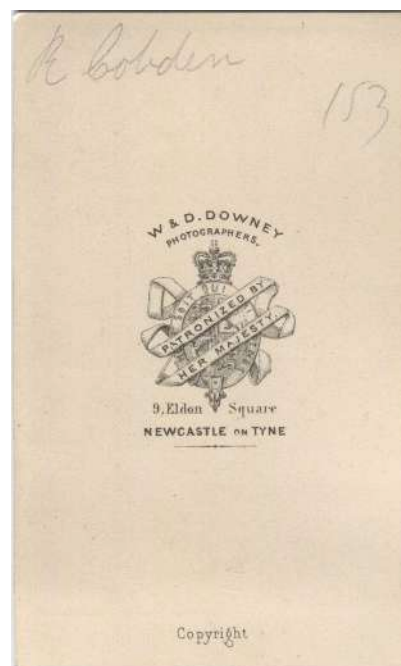 R Cobden
153
W & D. DOWNEY
PHOTOGRAPHERS.
PATRONIZED BY
HER MAJESTY.
9, Eldon Square
NEWCASTLE ON TYNE
Copyright